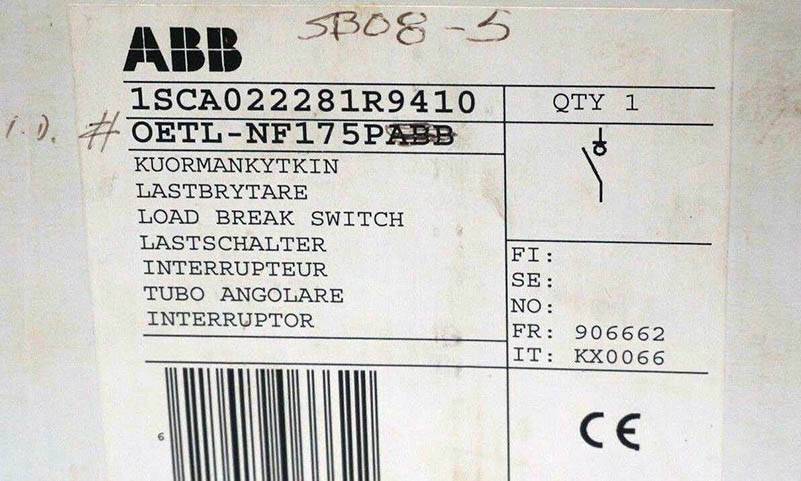 SB08-5
ABB
1SCA022281R9410
QTY 1
I.D. # OETL-NF175PABB
KUORMANKYTKIN
LASTBRYTARE
LOAD BREAK SWITCH
LASTSCHALTER
INTERRUPTEUR
TUBO ANGOLARE
INTERRUPTOR
FI:
SE:
NO:
FR: 906662
IT: KX0066
6
CE